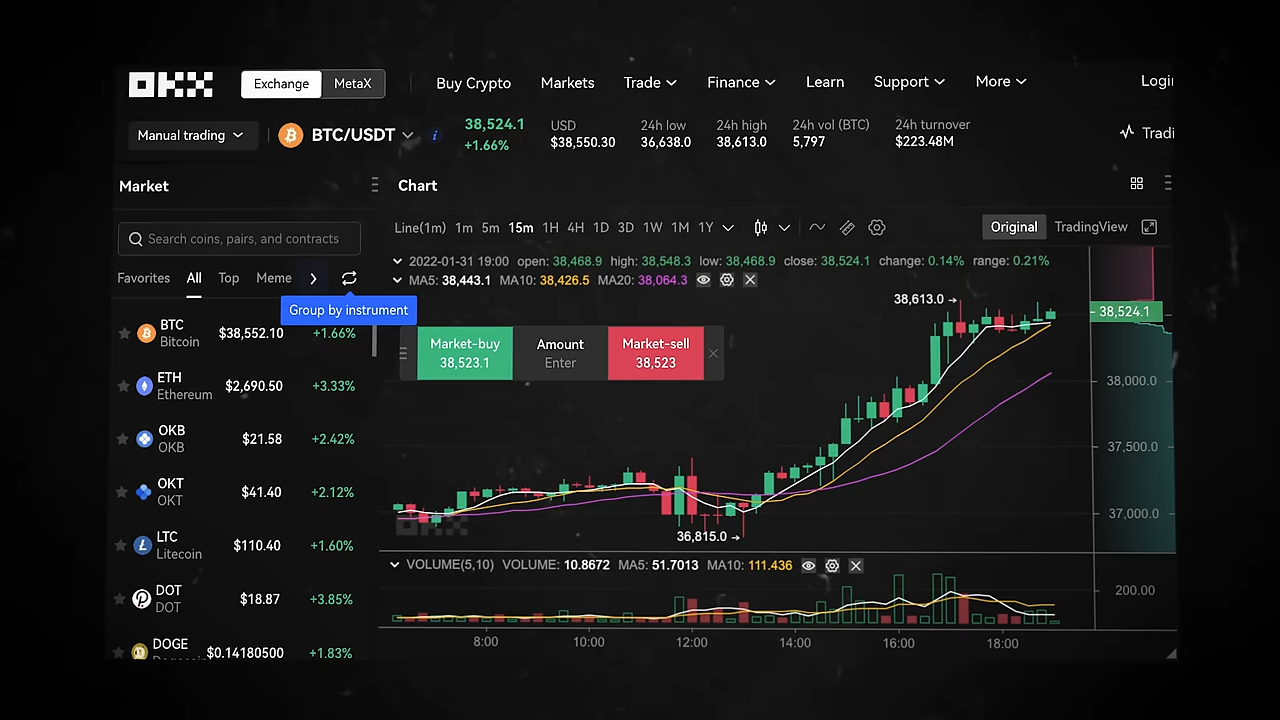 OKX Exchange MetaX Buy Crypto Markets Trade Finance Learn Support More Login
Manual trading BTC/USDT i 38,524.1 +1.66% USD $38,550.30 24h low 36,638.0 24h high 38,613.0 24h vol (BTC) 5,797 24h turnover $223.48M Tradi
Market
Chart
Search coins, pairs, and contracts
Line(1m) 1m 5m 15m 1H 4H 1D 3D 1W 1M 1Y Original TradingView
Favorites All Top Meme
Group by instrument
2022-01-31 19:00 open: 38,468.9 high: 38,548.3 low: 38,468.9 close: 38,524.1 change: 0.14% range: 0.21%
MA5: 38,443.1 MA10: 38,426.5 MA20: 38,064.3
BTC Bitcoin $38,552.10 +1.66%
ETH Ethereum $2,690.50 +3.33%
OKB OKB $21.58 +2.42%
OKT OKT $41.40 +2.12%
LTC Litecoin $110.40 +1.60%
DOT DOT $18.87 +3.85%
DOGE $0.14180500 +1.83%
Market-buy 38,523.1
Amount Enter
Market-sell 38,523
38,613.0
38,524.1
38,000.0
37,500.0
37,000.0
36,815.0
OKX
VOLUME(5,10) VOLUME: 10.8672 MA5: 51.7013 MA10: 111.436
200.00
8:00 10:00 12:00 14:00 16:00 18:00